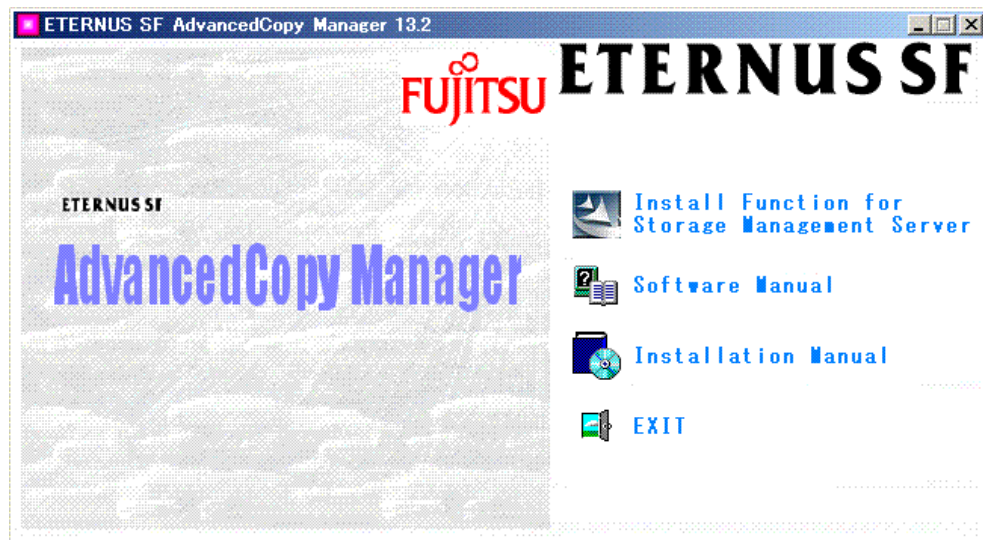 ETERNUS SF AdvancedCopy Manager 13.2
FUJITSU
ETERNUS SF
ETERNUS SF
AdvancedCopy Manager
Install Function for
Storage Management Server
Software Manual
Installation Manual
EXIT